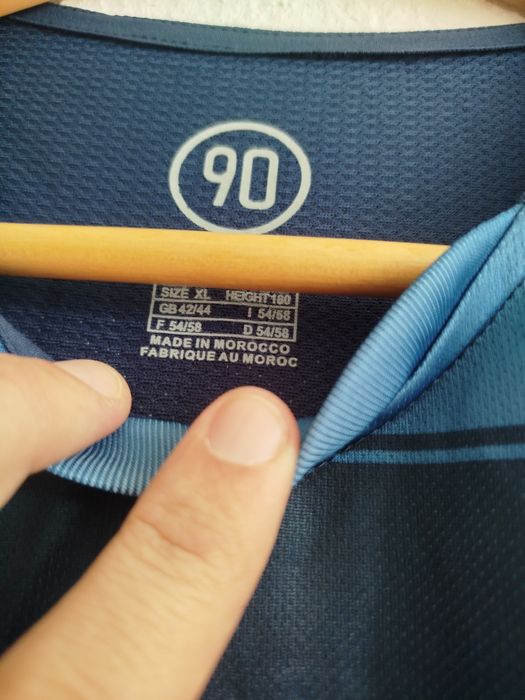 90
SIZE XL HEIGHT 180
GB 42/44 I 54/58
F 54/58 D 54/58
MADE IN MOROCCO
FABRIQUE AU MAROC